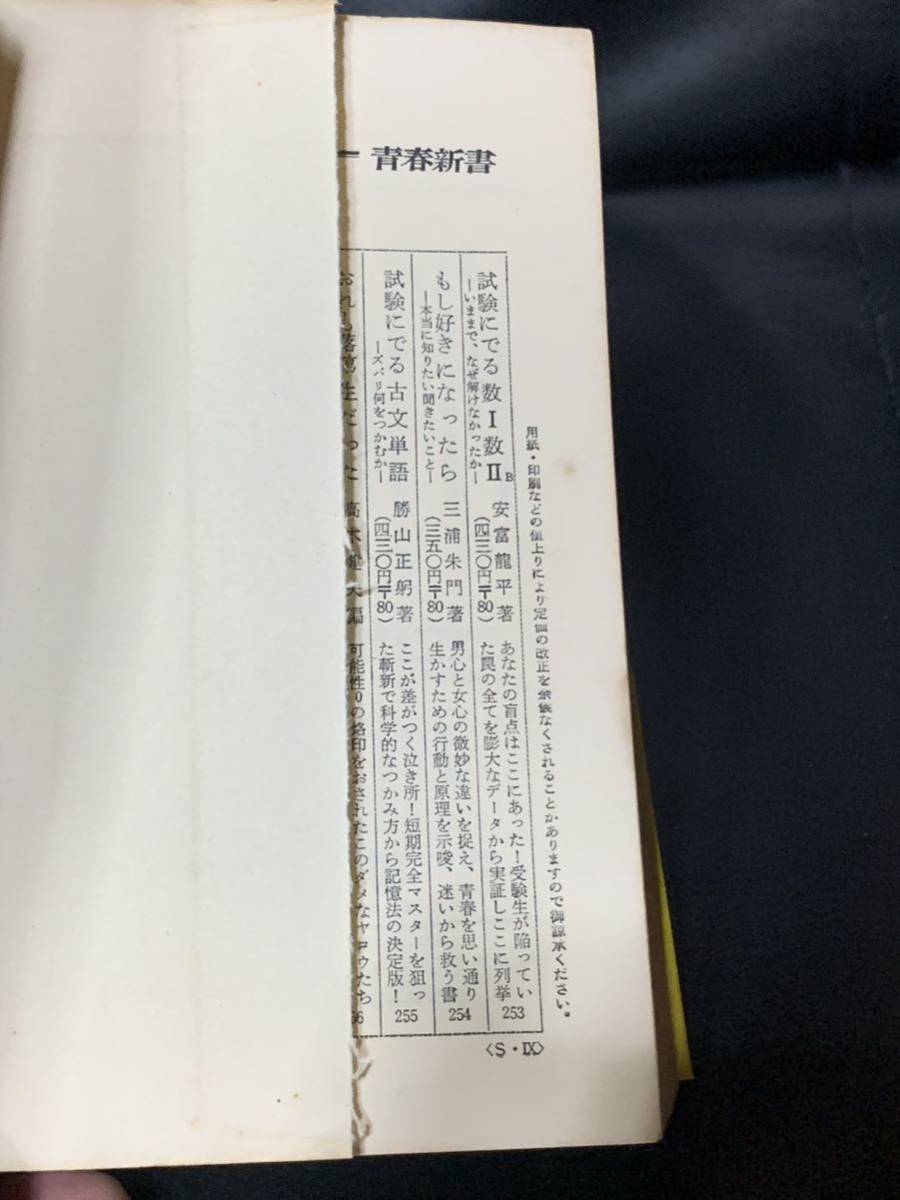 青春新書
用紙・印刷などの値上りにより定価の改正を余儀なくされることがありますので御諒承ください。
試験にでる数Ⅰ数ⅡB
―いままで、なぜ解けなかったか―
安富龍平著
(四三〇円〒80)
あなたの盲点はここにあった!受験生が陥ってい
た罠の全てを膨大なデータから実証しここに列挙
253
もし好きになったら
―本当に知りたい聞きたいこと―
三浦朱門著
(三五〇円〒80)
男心と女心の微妙な違いを捉え、青春を思い通り
生かすための行動と原理を示唆、迷いから救う書
254
試験にでる古文単語
―ズバリ何をつかむか―
勝山正躬著
(四三〇円〒80)
ここが差がつく泣き所!短期完全マスターを狙っ
た斬新で科学的なつかみ方から記憶法の決定版!
255
おれも落第生だった
高木健夫編
可能性0の烙印をおされたこのダメなヤロウたち
〈S・Ⅸ〉